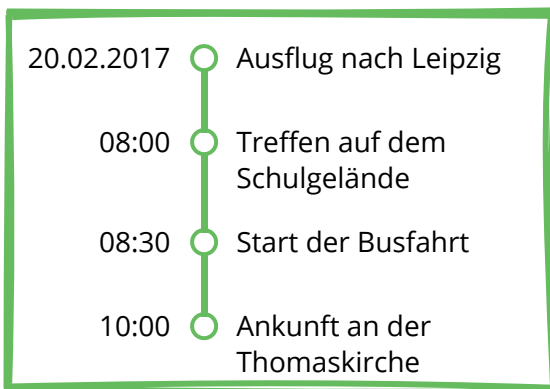 20.02.2017 Ausflug nach Leipzig
08:00 Treffen auf dem
Schulgelände
08:30 Start der Busfahrt
10:00 Ankunft an der
Thomaskirche